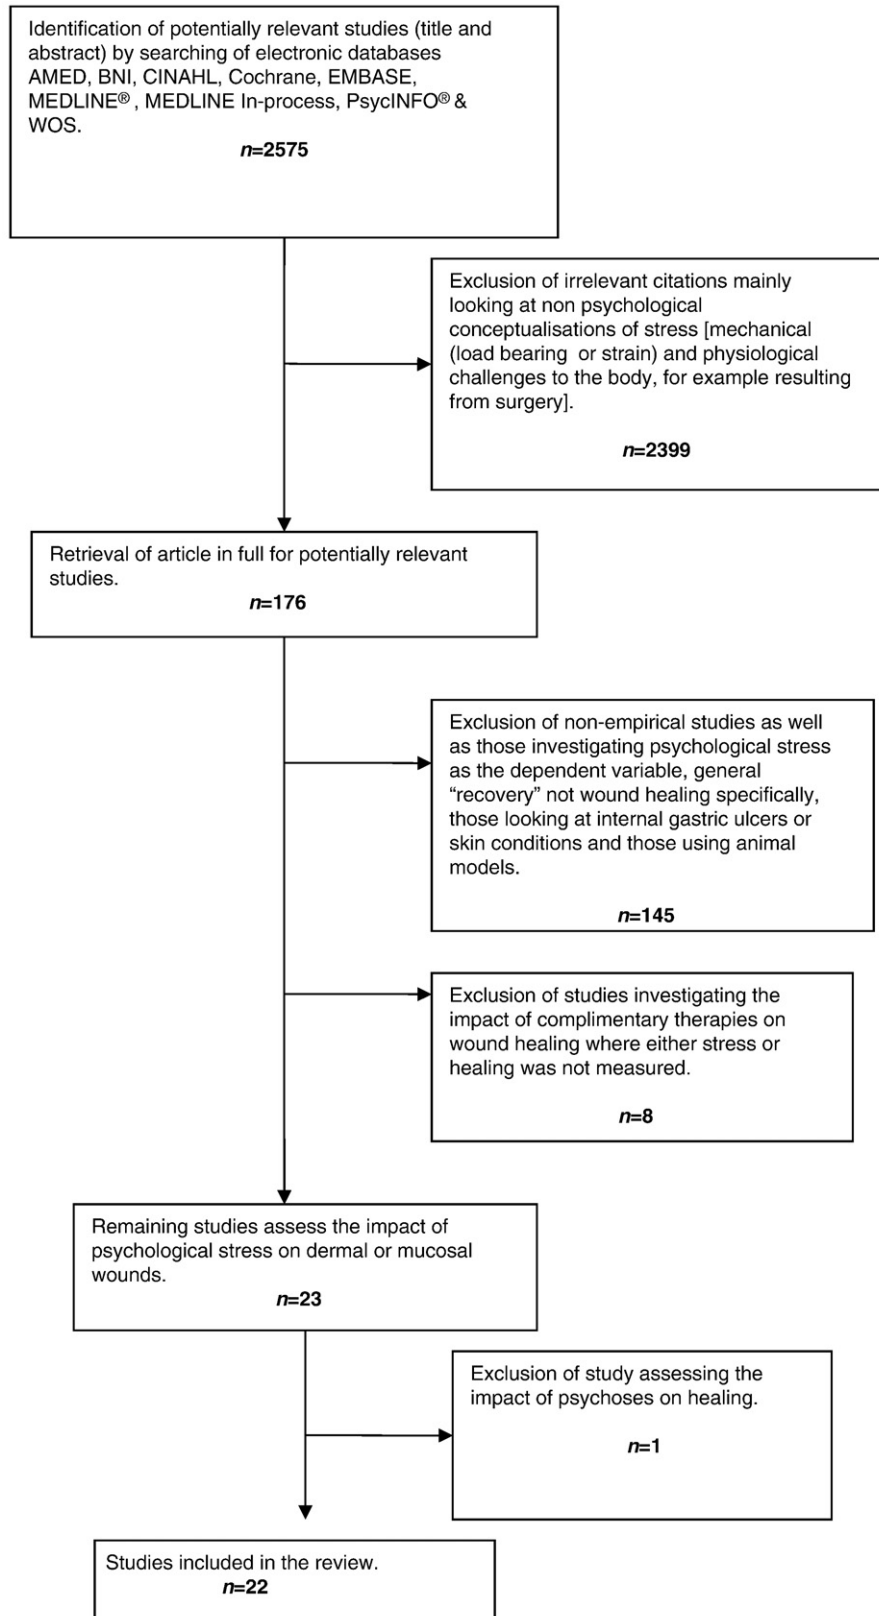 Identification of potentially relevant studies (title and
abstract) by searching of electronic databases
AMED, BNI, CINAHL, Cochrane, EMBASE,
MEDLINE® , MEDLINE In-process, PsycINFO® &
WOS.
n=2575
Exclusion of irrelevant citations mainly
looking at non psychological
conceptualisations of stress [mechanical
(load bearing or strain) and physiological
challenges to the body, for example resulting
from surgery].
n=2399
Retrieval of article in full for potentially relevant
studies.
n=176
Exclusion of non-empirical studies as well
as those investigating psychological stress
as the dependent variable, general
“recovery” not wound healing specifically,
those looking at internal gastric ulcers or
skin conditions and those using animal
models.
n=145
Exclusion of studies investigating the
impact of complimentary therapies on
wound healing where either stress or
healing was not measured.
n=8
Remaining studies assess the impact of
psychological stress on dermal or mucosal
wounds.
n=23
Exclusion of study assessing the
impact of psychoses on healing.
n=1
Studies included in the review.
n=22